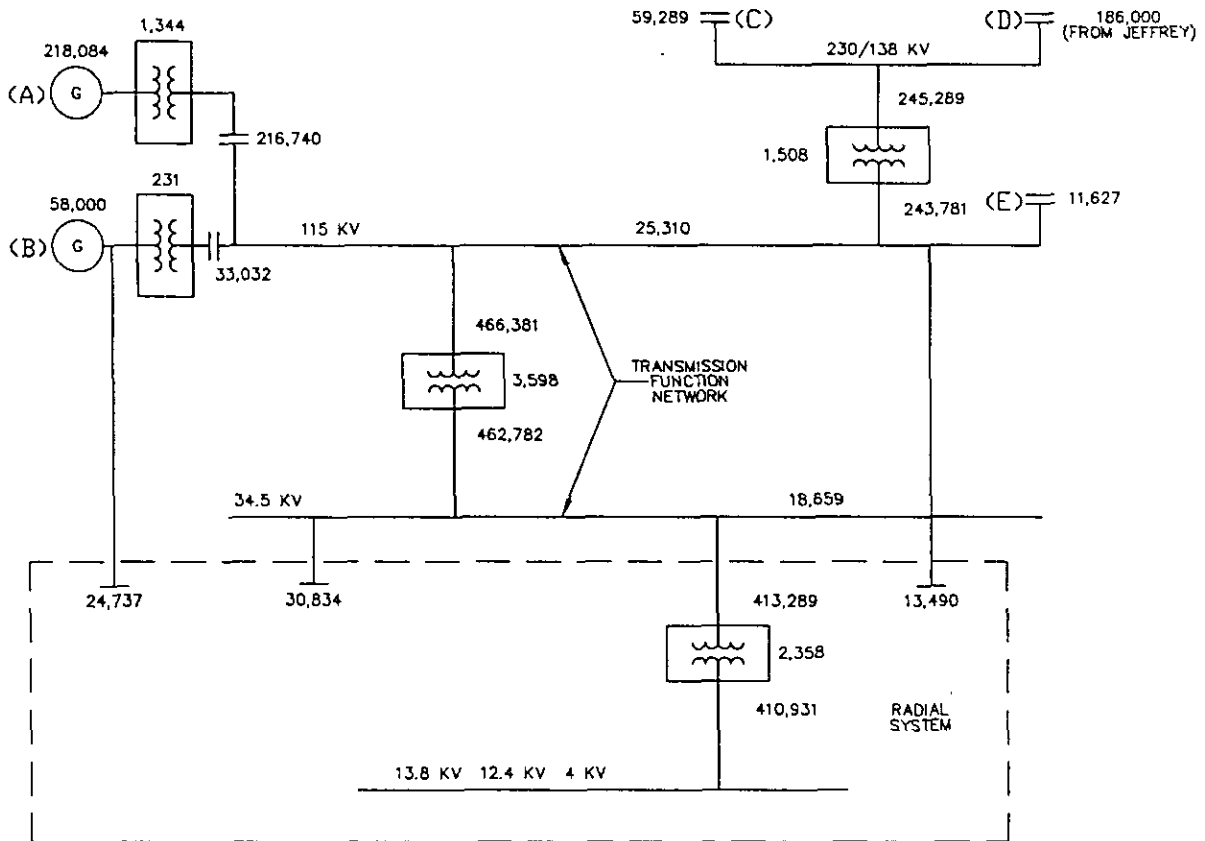 1,344
218,084
(A) G
216,740
59,289 (C)
(D) 186,000
(FROM JEFFREY)
230/138 KV
245,289
1,508
243,781
(E) 11,627
231
58,000
(B) G
33,032
115 KV
25,310
466,381
3,598
462,782
TRANSMISSION
FUNCTION
NETWORK
34.5 KV
18,659
24,737
30,834
413,289
13,490
2,358
410,931
RADIAL
SYSTEM
13.8 KV 12.4 KV 4 KV